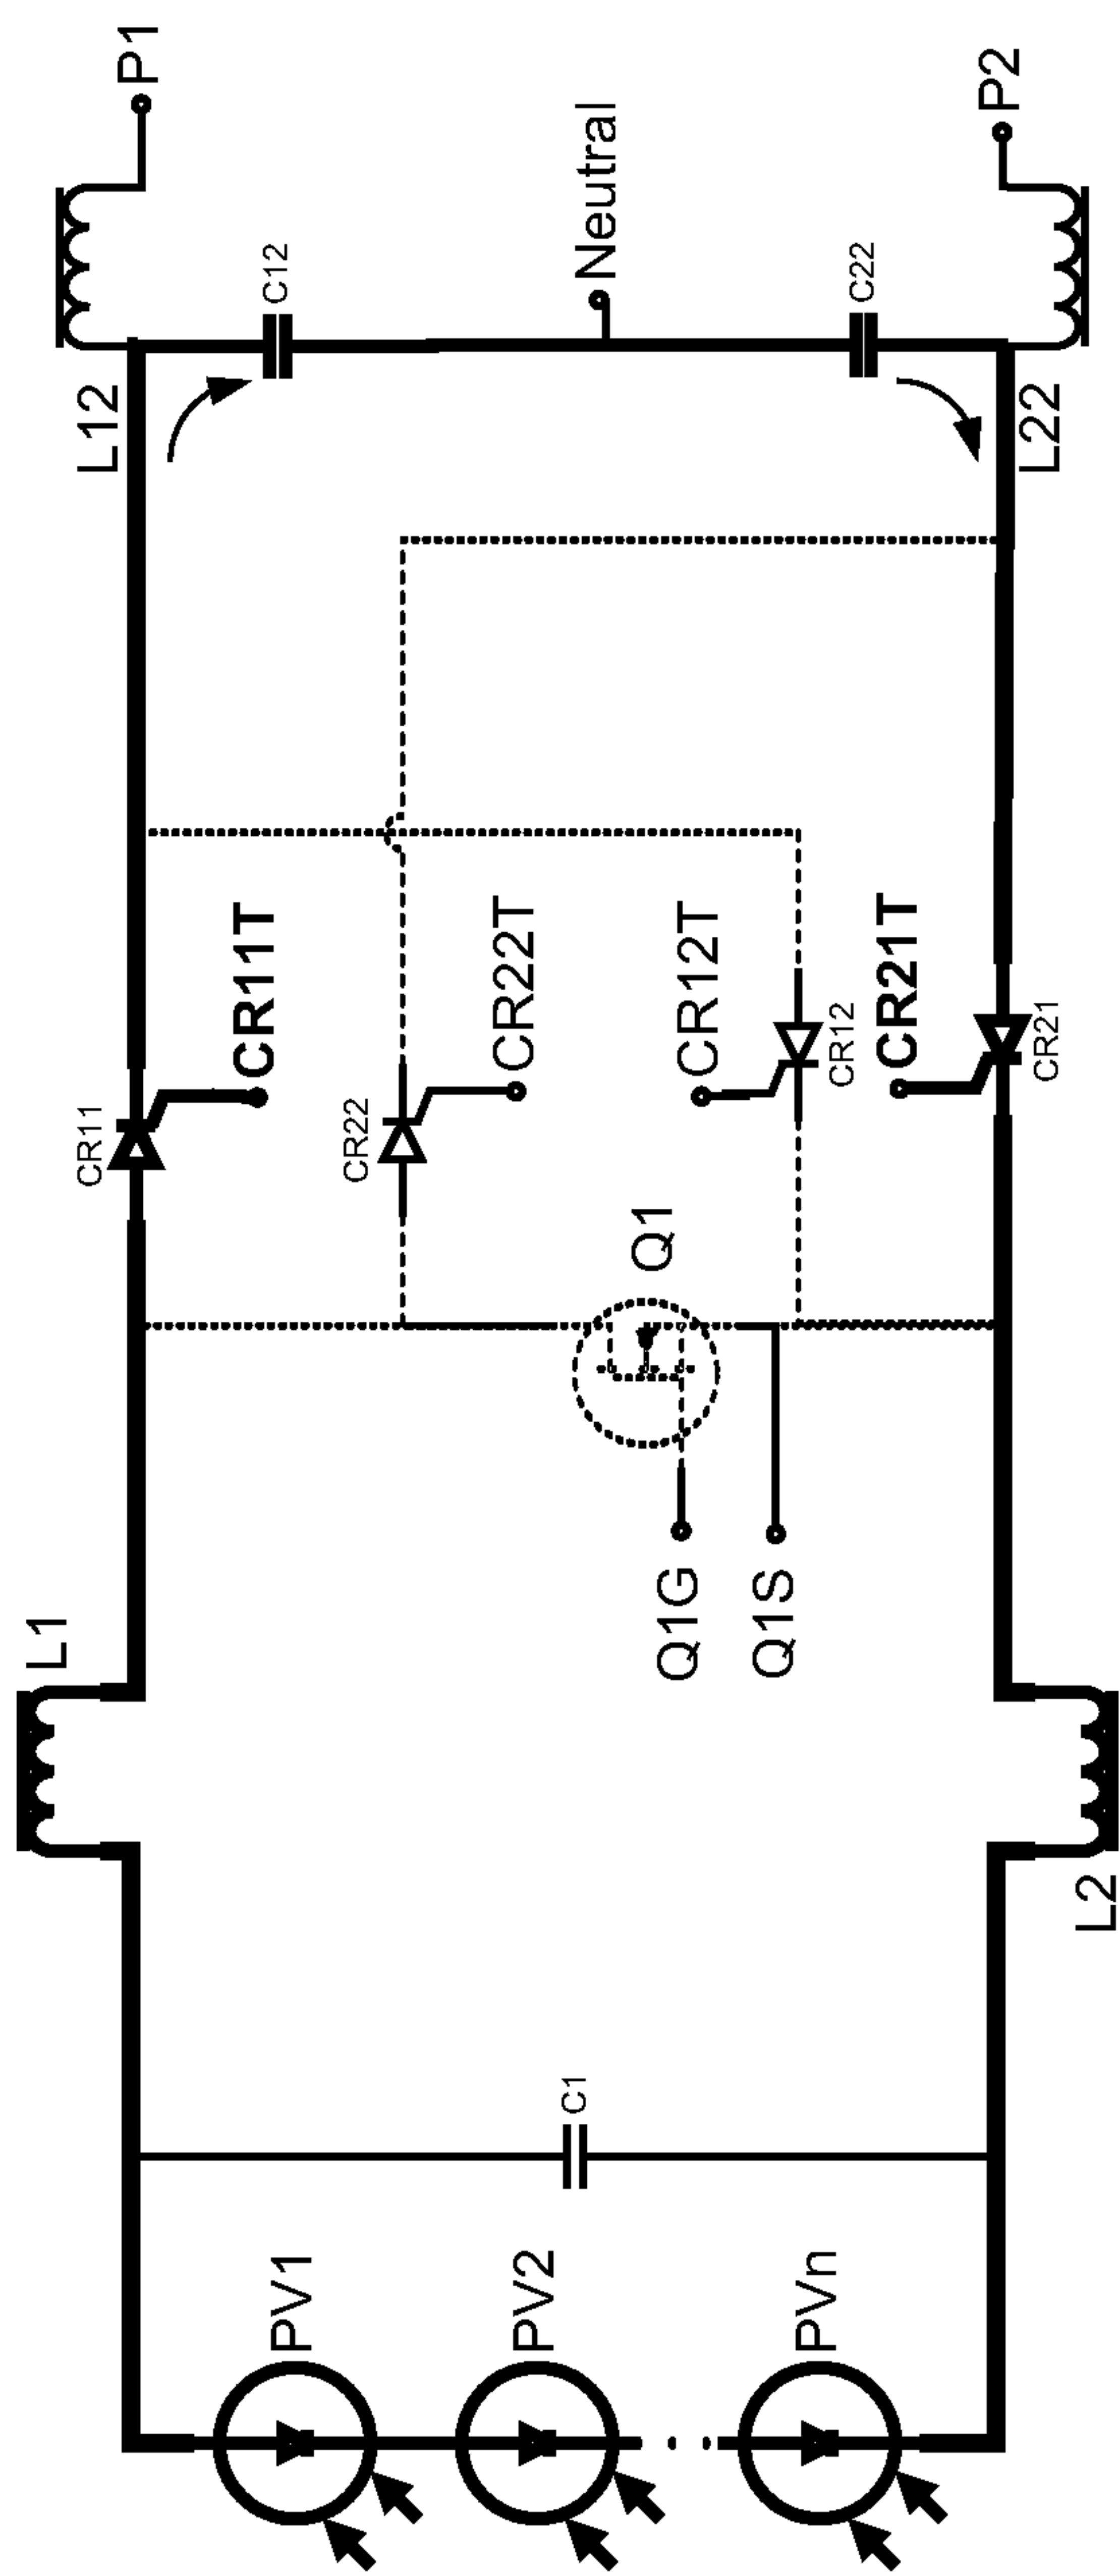 L1
L12
P1
CR11
CR11T
C12
CR22
CR22T
PV1
PV2
PVn
C1
Q1
Neutral
Q1G
Q1S
CR12T
CR12
CR21T
CR21
C22
L2
L22
P2